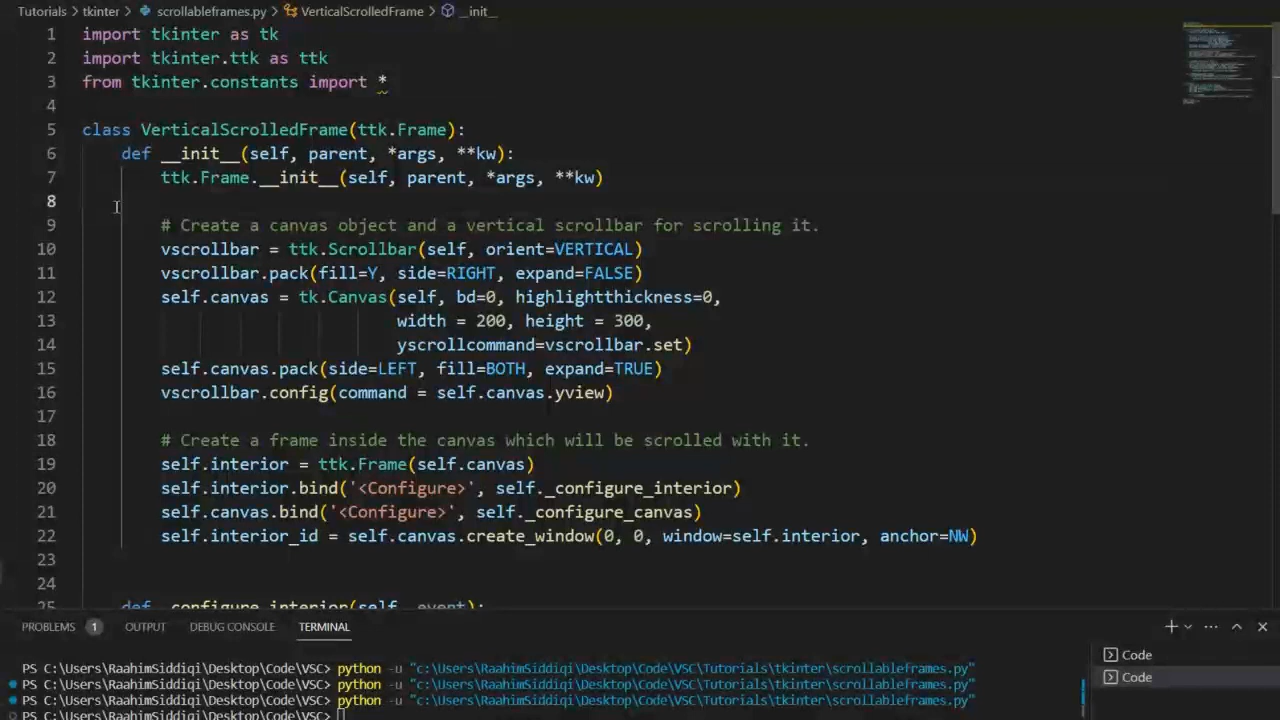 Tutorials > tkinter > scrollableframes.py > VerticalScrolledFrame > __init__
1 import tkinter as tk
2 import tkinter.ttk as ttk
3 from tkinter.constants import *
4
5 class VerticalScrolledFrame(ttk.Frame):
6 def __init__(self, parent, *args, **kw):
7 ttk.Frame.__init__(self, parent, *args, **kw)
8
9 # Create a canvas object and a vertical scrollbar for scrolling it.
10 vscrollbar = ttk.Scrollbar(self, orient=VERTICAL)
11 vscrollbar.pack(fill=Y, side=RIGHT, expand=FALSE)
12 self.canvas = tk.Canvas(self, bd=0, highlightthickness=0,
13 width = 200, height = 300,
14 yscrollcommand=vscrollbar.set)
15 self.canvas.pack(side=LEFT, fill=BOTH, expand=TRUE)
16 vscrollbar.config(command = self.canvas.yview)
17
18 # Create a frame inside the canvas which will be scrolled with it.
19 self.interior = ttk.Frame(self.canvas)
20 self.interior.bind('<Configure>', self._configure_interior)
21 self.canvas.bind('<Configure>', self._configure_canvas)
22 self.interior_id = self.canvas.create_window(0, 0, window=self.interior, anchor=NW)
23
24
25 def _configure_interior(self, event):
PROBLEMS 1 OUTPUT DEBUG CONSOLE TERMINAL
PS C:\Users\RaahimSiddiqi\Desktop\Code\VSC> python -u "c:\Users\RaahimSiddiqi\Desktop\Code\VSC\Tutorials\tkinter\scrollableframes.py"
PS C:\Users\RaahimSiddiqi\Desktop\Code\VSC> python -u "c:\Users\RaahimSiddiqi\Desktop\Code\VSC\Tutorials\tkinter\scrollableframes.py"
PS C:\Users\RaahimSiddiqi\Desktop\Code\VSC> python -u "c:\Users\RaahimSiddiqi\Desktop\Code\VSC\Tutorials\tkinter\scrollableframes.py"
PS C:\Users\RaahimSiddiqi\Desktop\Code\VSC>
Code
Code